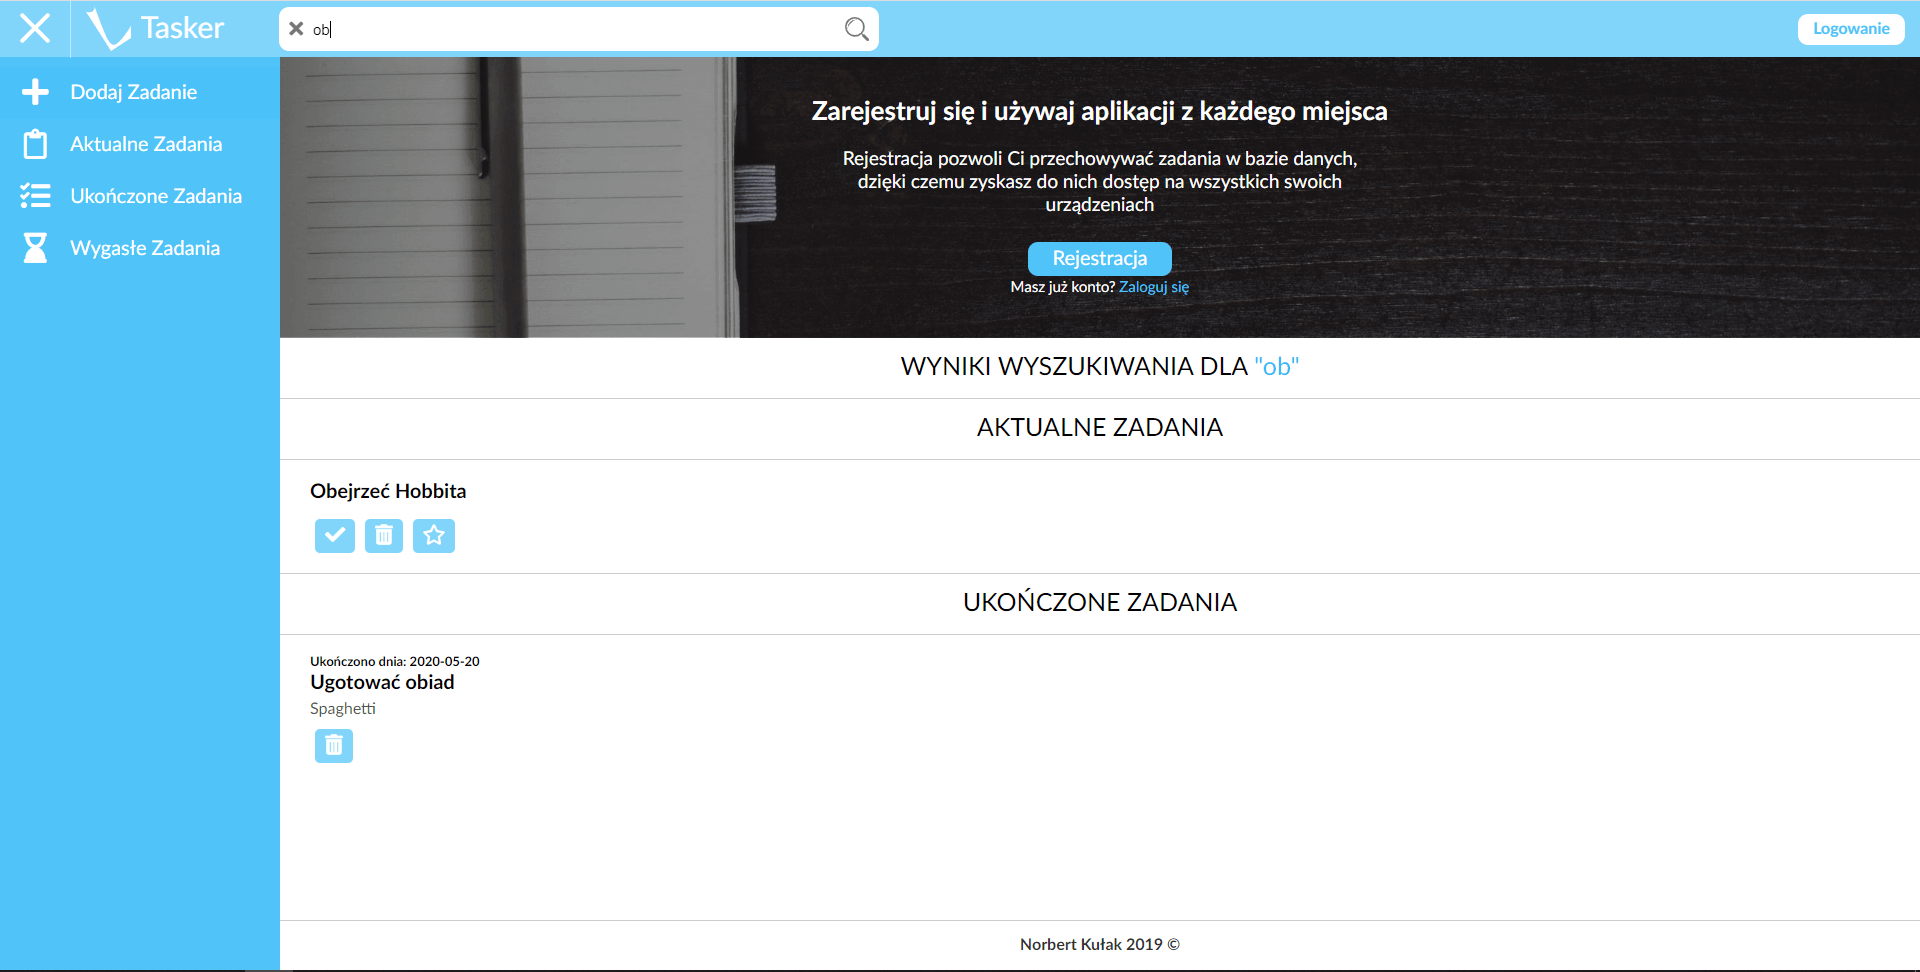 Tasker
ob
Logowanie
Dodaj Zadanie
Aktualne Zadania
Ukończone Zadania
Wygasłe Zadania
Zarejestruj się i używaj aplikacji z każdego miejsca
Rejestracja pozwoli Ci przechowywać zadania w bazie danych,
dzięki czemu zyskasz do nich dostęp na wszystkich swoich
urządzeniach
Rejestracja
Masz już konto? Zaloguj się
WYNIKI WYSZUKIWANIA DLA "ob"
AKTUALNE ZADANIA
Obejrzeć Hobbita
UKOŃCZONE ZADANIA
Ukończono dnia: 2020-05-20
Ugotować obiad
Spaghetti
Norbert Kułak 2019 ©